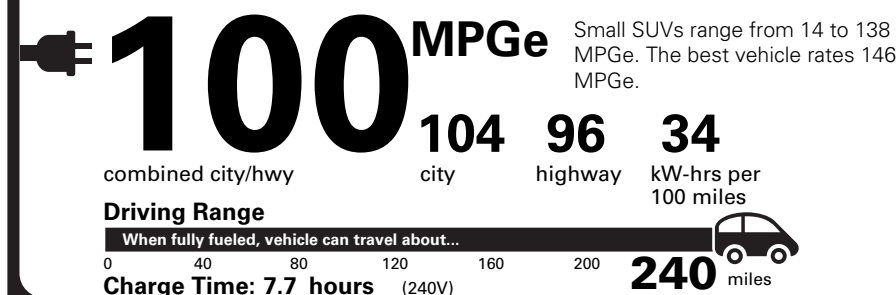 100 MPGe
Small SUVs range from 14 to 138
MPGe. The best vehicle rates 146
MPGe.
combined city/hwy
104
city
96
highway
34
kW-hrs per
100 miles
Driving Range
When fully fueled, vehicle can travel about...
0 40 80 120 160 200 240 miles
Charge Time: 7.7 hours (240V)